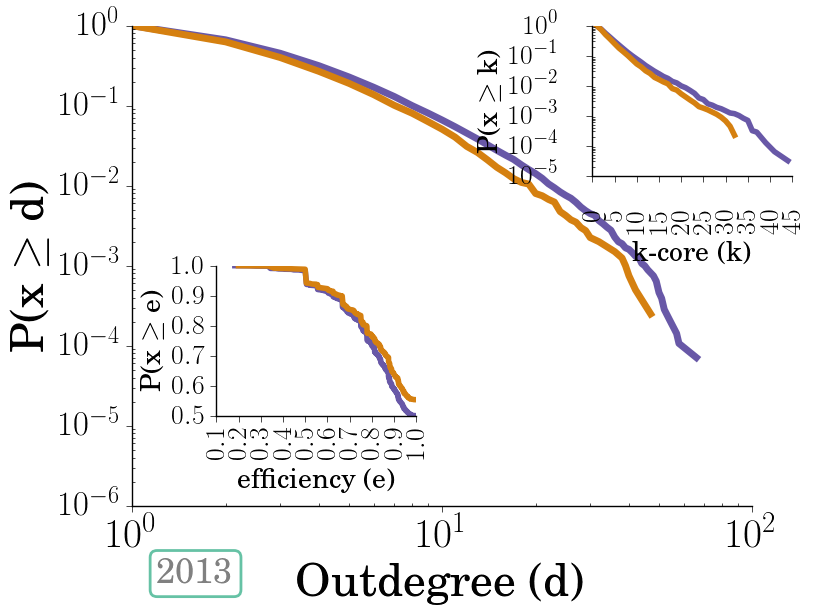 10^0
10^-1
10^-2
10^-3
10^-4
10^-5
10^-6
P(x ≥ d)
10^0 10^1 10^2
Outdegree (d)
2013
10^0
10^-1
10^-2
10^-3
10^-4
10^-5
P(x ≥ k)
0 5 10 15 20 25 30 35 40 45
k-core (k)
1.0
0.9
0.8
0.7
0.6
0.5
P(x ≥ e)
0.1 0.2 0.3 0.4 0.5 0.6 0.7 0.8 0.9 1.0
efficiency (e)